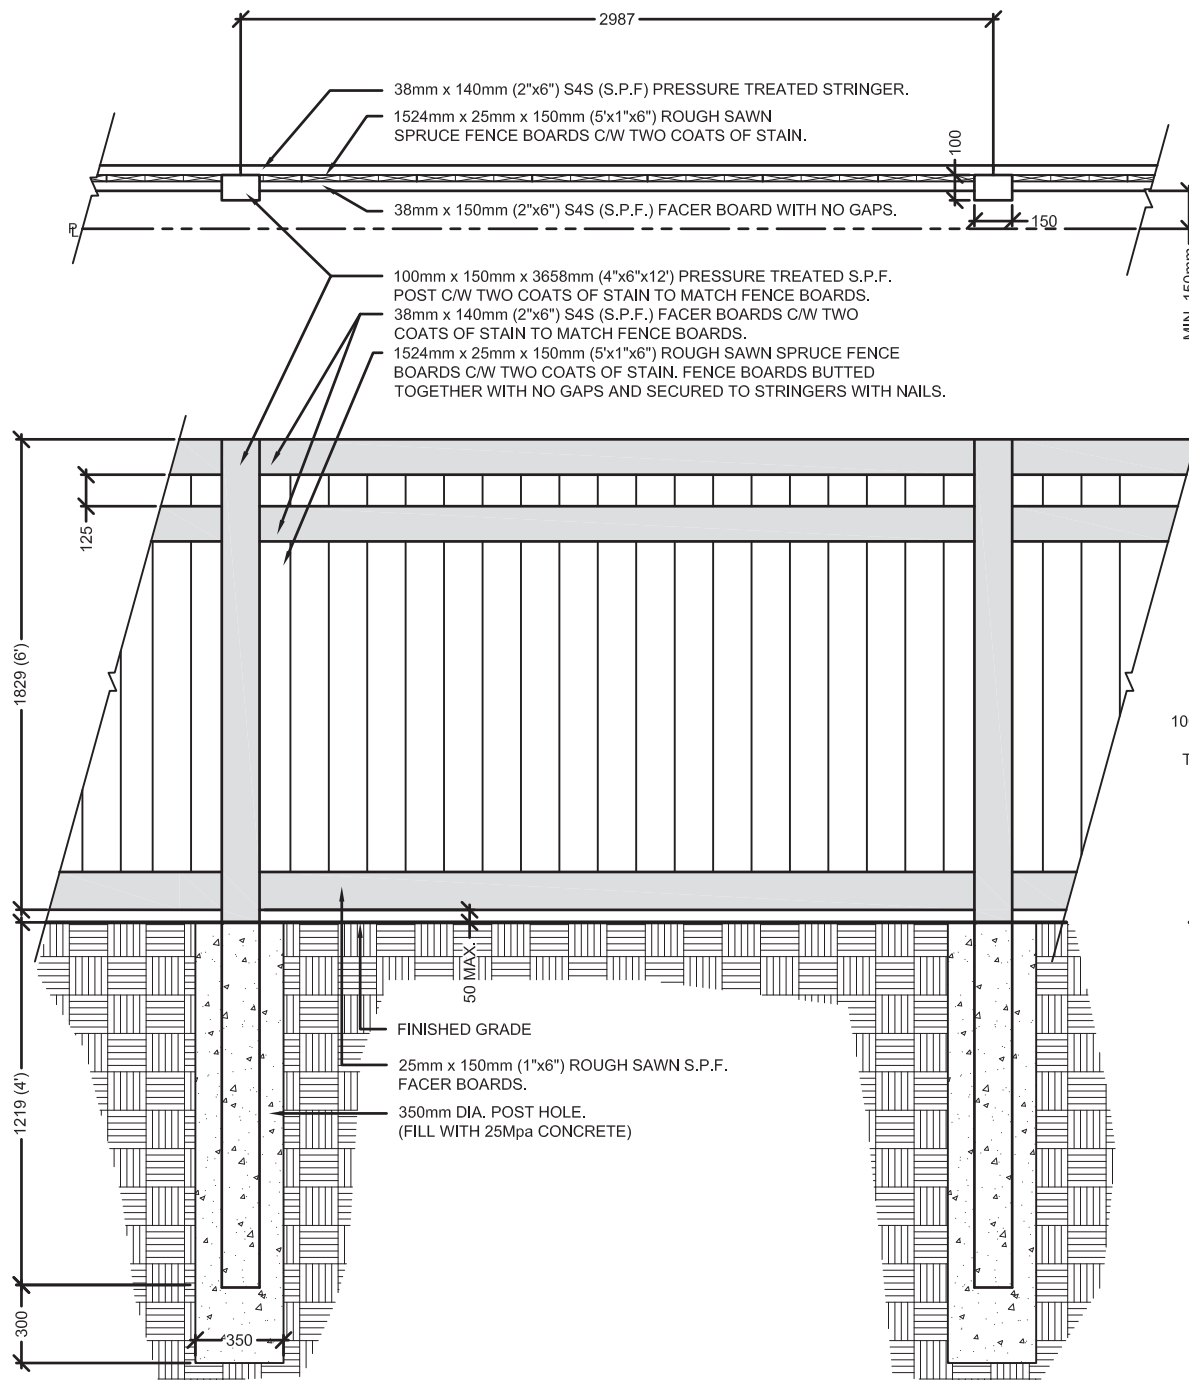 2987
38mm x 140mm (2"x6") S4S (S.P.F) PRESSURE TREATED STRINGER.
1524mm x 25mm x 150mm (5'x1"x6") ROUGH SAWN
SPRUCE FENCE BOARDS C/W TWO COATS OF STAIN.
100
38mm x 150mm (2"x6") S4S (S.P.F.) FACER BOARD WITH NO GAPS.
150
PL
MIN. 150mm
100mm x 150mm x 3658mm (4"x6"x12') PRESSURE TREATED S.P.F.
POST C/W TWO COATS OF STAIN TO MATCH FENCE BOARDS.
38mm x 140mm (2"x6") S4S (S.P.F.) FACER BOARDS C/W TWO
COATS OF STAIN TO MATCH FENCE BOARDS.
1524mm x 25mm x 150mm (5'x1"x6") ROUGH SAWN SPRUCE FENCE
BOARDS C/W TWO COATS OF STAIN. FENCE BOARDS BUTTED
TOGETHER WITH NO GAPS AND SECURED TO STRINGERS WITH NAILS.
125
1829 (6')
10
T
50 MAX.
FINISHED GRADE
25mm x 150mm (1"x6") ROUGH SAWN S.P.F.
FACER BOARDS.
350mm DIA. POST HOLE.
(FILL WITH 25Mpa CONCRETE)
1219 (4')
300
350